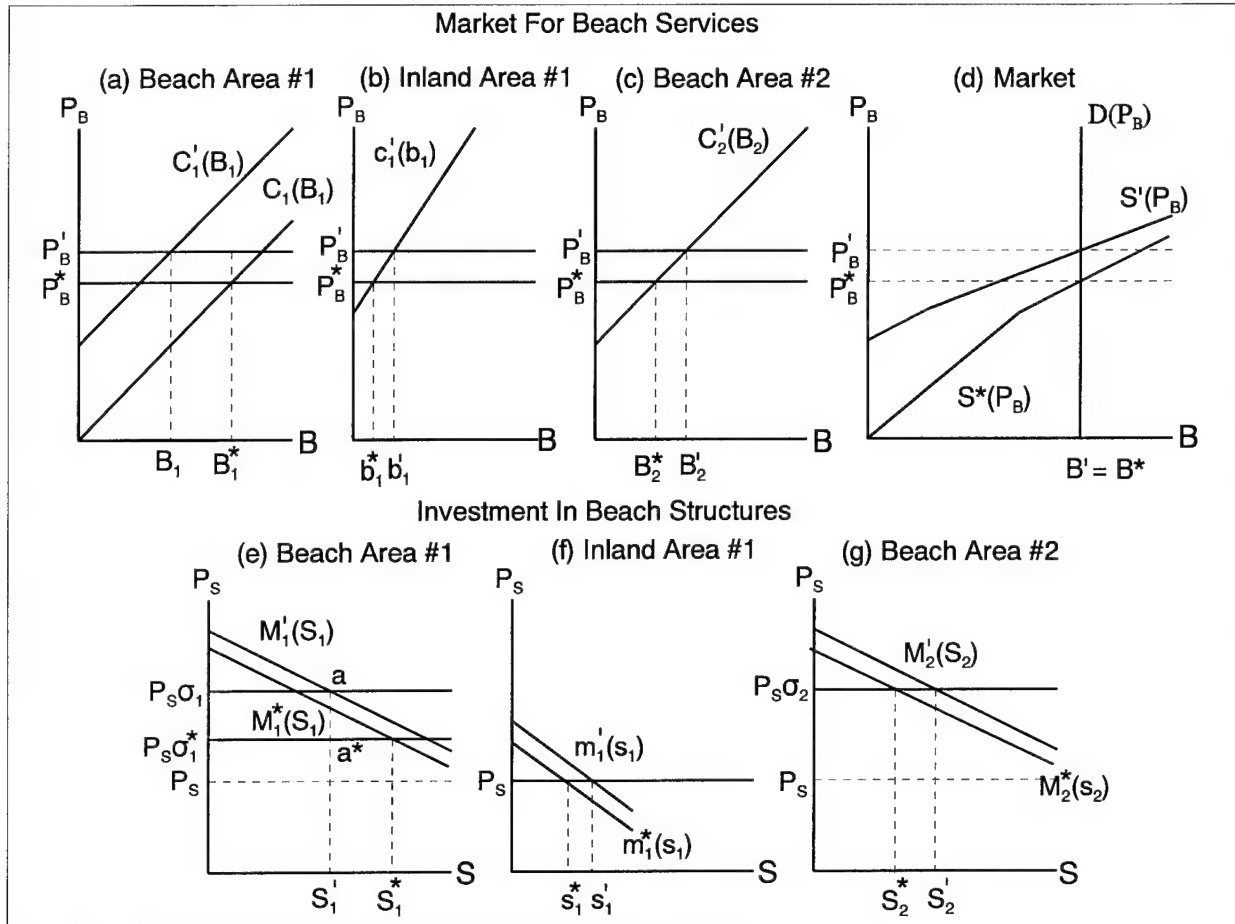 Market For Beach Services
(a) Beach Area #1 (b) Inland Area #1 (c) Beach Area #2 (d) Market
P_B P_B P_B P_B
D(P_B)
C'_1(B_1) c'_1(b_1) C'_2(B_2)
C_1(B_1) S'(P_B)
P'_B P'_B P'_B P'_B
P*_B P*_B P*_B P*_B
S*(P_B)
B B B B
B_1 B*_1 b*_1 b'_1 B*_2 B'_2 B' = B*
Investment In Beach Structures
(e) Beach Area #1 (f) Inland Area #1 (g) Beach Area #2
P_S P_S P_S
M'_1(S_1) M'_2(S_2)
P_Sσ_1 a P_Sσ_2
M*_1(S_1) m'_1(s_1)
P_Sσ*_1 a*
P_S P_S P_S M*_2(s_2)
m*_1(s_1)
S S S
S'_1 S*_1 s*_1 s'_1 S*_2 S'_2